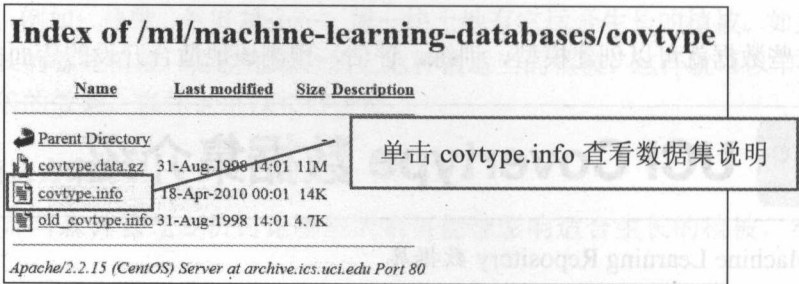 Index of /ml/machine-learning-databases/covtype
Name Last modified Size Description
Parent Directory
covtype.data.gz 31-Aug-1998 14:01 11M
covtype.info 18-Apr-2010 00:01 14K
old_covtype.info 31-Aug-1998 14:01 4.7K
单击 covtype.info 查看数据集说明
Apache/2.2.15 (CentOS) Server at archive.ics.uci.edu Port 80